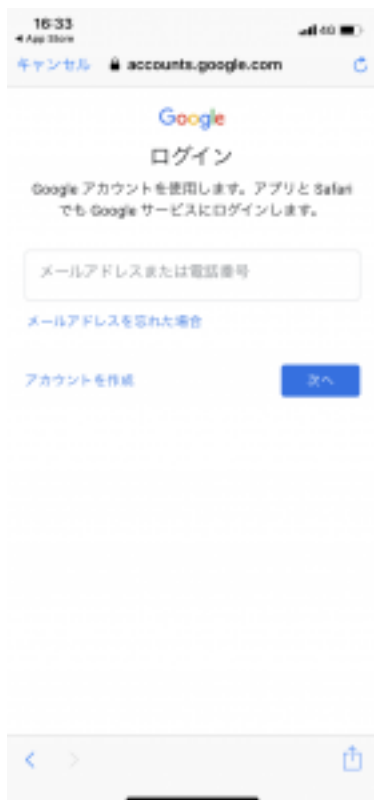 16:33
4G
◀ App Store
キャンセル accounts.google.com
Google
ログイン
Google アカウントを使用します。アプリと Safari
でも Google サービスにログインします。
メールアドレスまたは電話番号
メールアドレスを忘れた場合
アカウントを作成
次へ